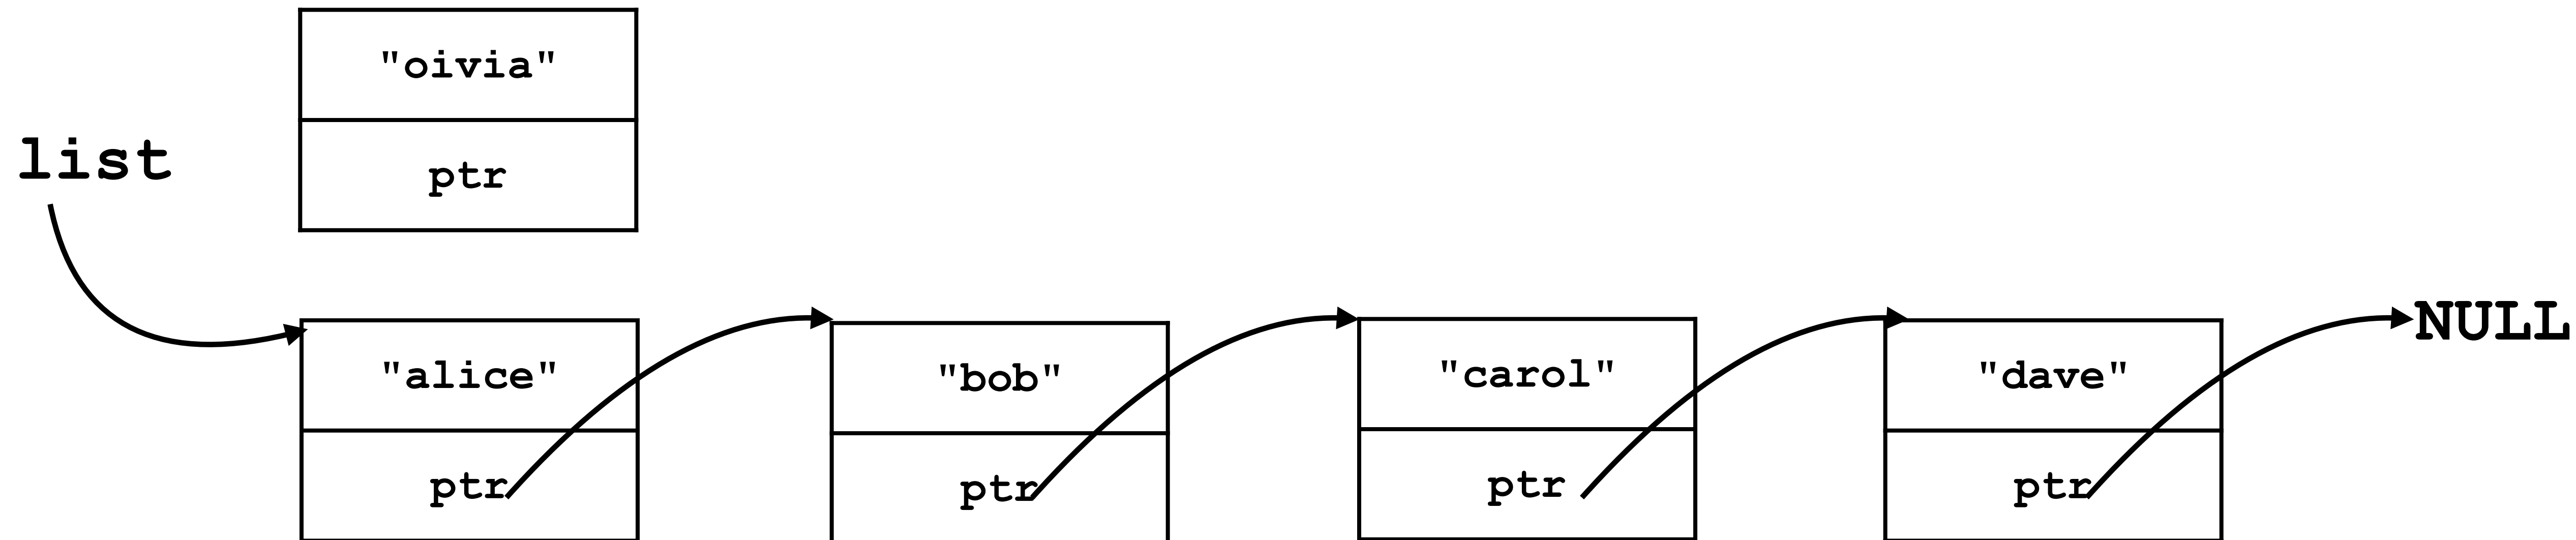 "oivia"
list
ptr
NULL
"alice"
"bob"
"carol"
"dave"
ptr
ptr
ptr
ptr